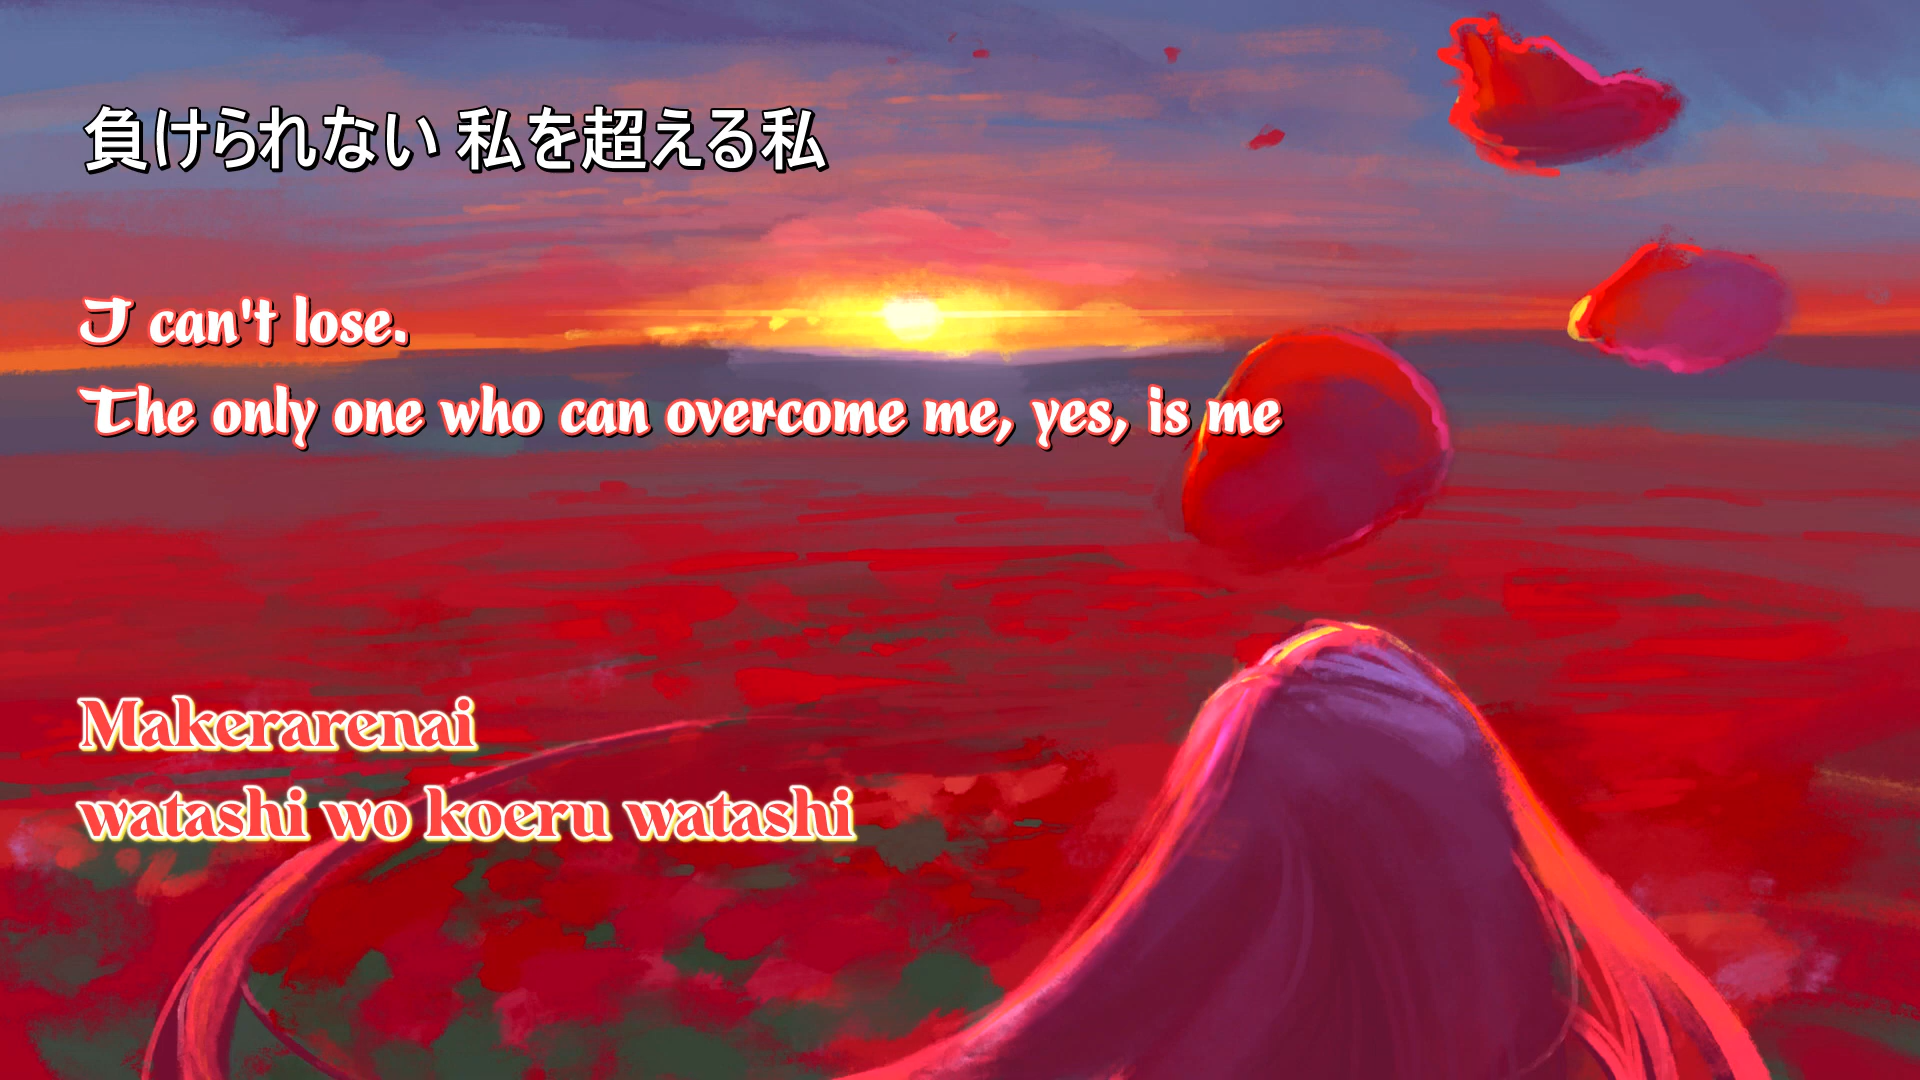 負けられない 私を超える私
I can't lose.
The only one who can overcome me, yes, is me
Makerarenai
watashi wo koeru watashi